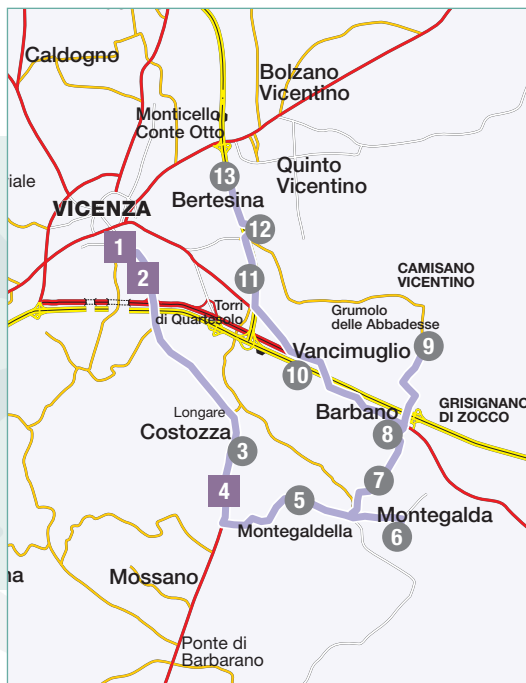 Caldogno
Bolzano
Vicentino
Monticello
Conte Otto
Quinto
Vicentino
riale
13
Bertesina
VICENZA
12
1
2
11
CAMISANO
VICENTINO
Torri
di Quartesolo
Grumolo
delle Abbadesse
Vancimuglio
9
10
GRISIGNANO
DI ZOCCO
Barbano
8
Longare
Costozza
3
7
4
5
Montegalda
6
Montegaldella
na
Mossano
Ponte di
Barbarano